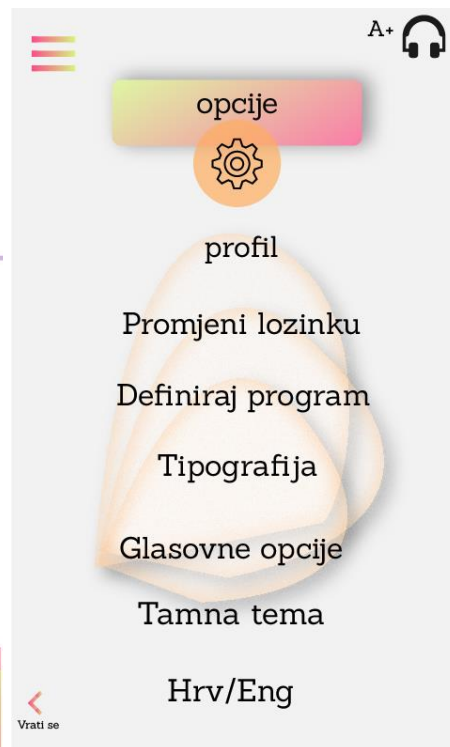 A+
opcije
profil
Promjeni lozinku
Definiraj program
Tipografija
Glasovne opcije
Tamna tema
Hrv/Eng
Vrati se